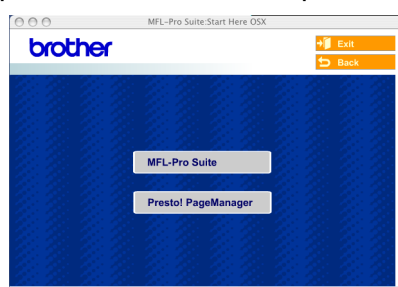 MFL-Pro Suite:Start Here OSX
brother
Exit
Back
MFL-Pro Suite
Presto! PageManager